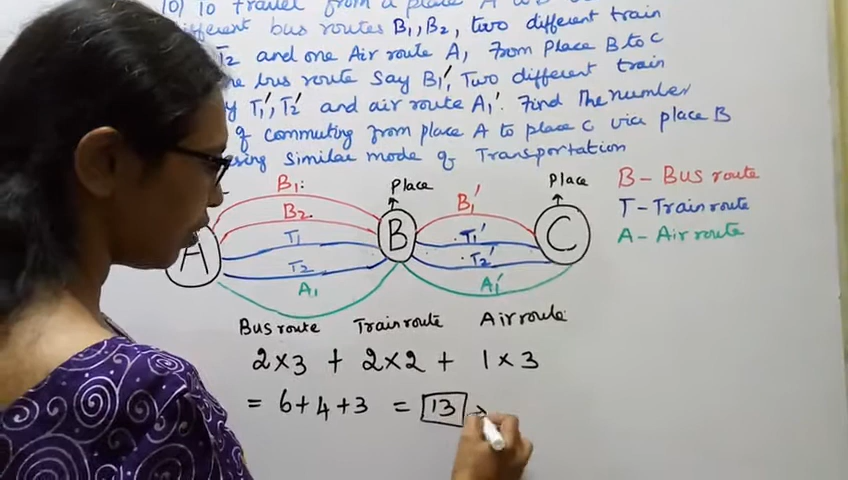 10) To travel from a place A to
different bus routes B₁, B₂, two different train
T₂ and one Air route A, From Place B to C
bus route Say B₁', Two different train
T₁', T₂' and air route A₁'. Find The number
of commuting from place A to place C via place B
using similar mode of Transportation
B₁: Place B₁' Place B - Bus route
B₂. T - Train route
A T₁ B T₁' C A - Air route
T₂ T₂'
A₁ A₁'
Bus route Train route Air route
2×3 + 2×2 + 1×3
= 6+4+3 = 13 →